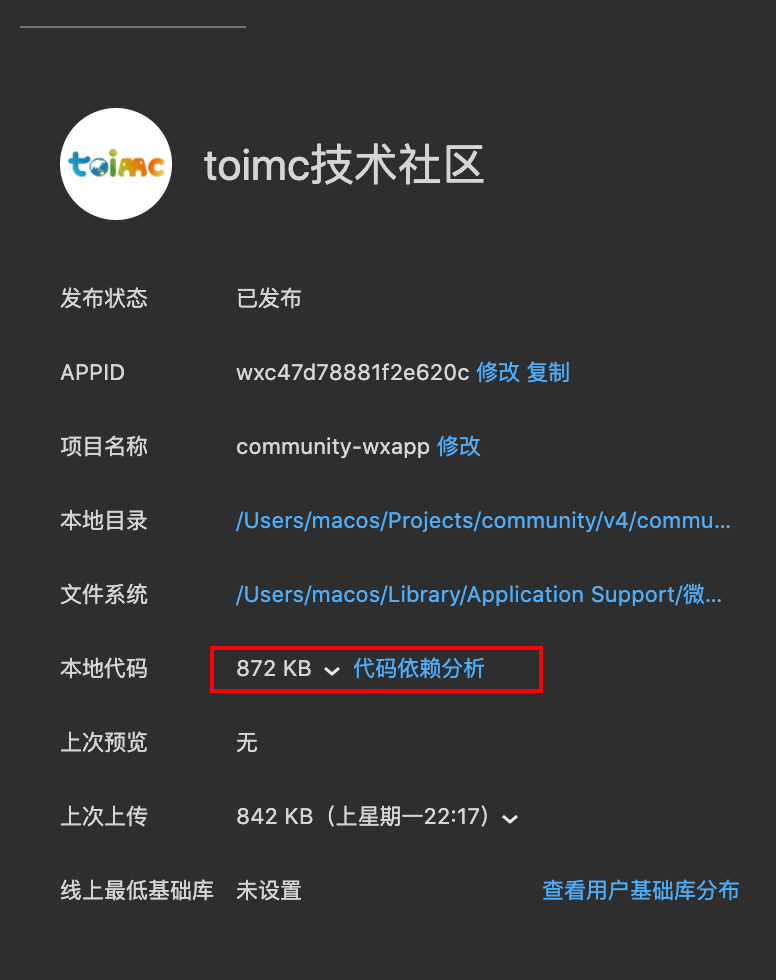 toimc
toimc技术社区
发布状态 已发布
APPID wxc47d78881f2e620c 修改 复制
项目名称 community-wxapp 修改
本地目录 /Users/macos/Projects/community/v4/commu...
文件系统 /Users/macos/Library/Application Support/微...
本地代码 872 KB 代码依赖分析
上次预览 无
上次上传 842 KB（上星期一22:17）
线上最低基础库 未设置 查看用户基础库分布